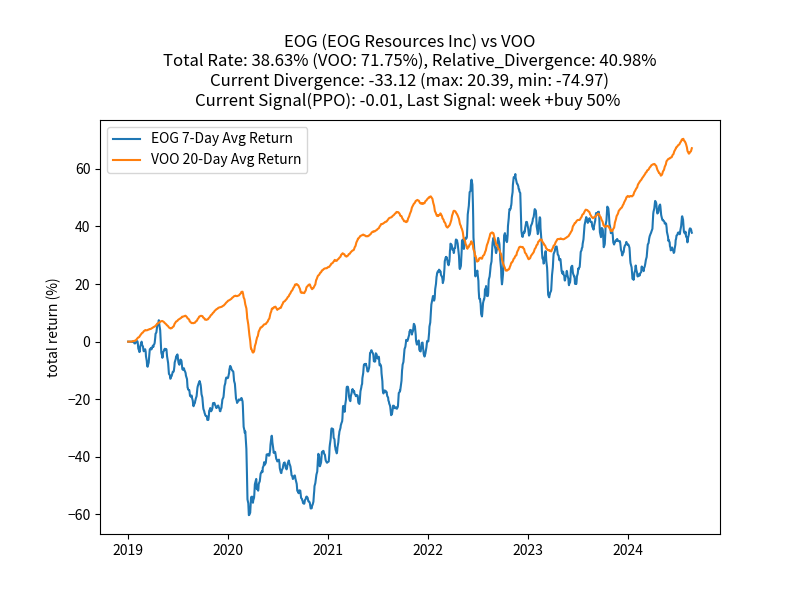 EOG (EOG Resources Inc) vs VOO
Total Rate: 38.63% (VOO: 71.75%), Relative_Divergence: 40.98%
Current Divergence: -33.12 (max: 20.39, min: -74.97)
Current Signal(PPO): -0.01, Last Signal: week +buy 50%
EOG 7-Day Avg Return
VOO 20-Day Avg Return
total return (%)
60
40
20
0
−20
−40
−60
2019 2020 2021 2022 2023 2024